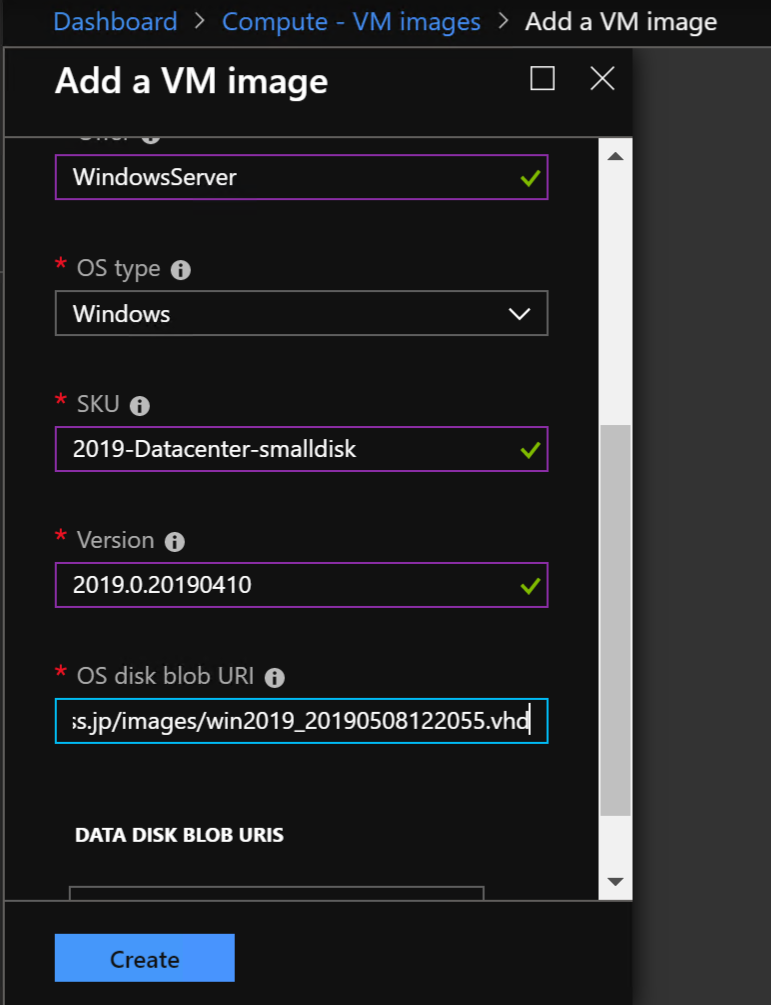 Dashboard > Compute - VM images > Add a VM image
Add a VM image
WindowsServer
* OS type
Windows
* SKU
2019-Datacenter-smalldisk
* Version
2019.0.20190410
* OS disk blob URI
ss.jp/images/win2019_20190508122055.vhd
DATA DISK BLOB URIS
Create